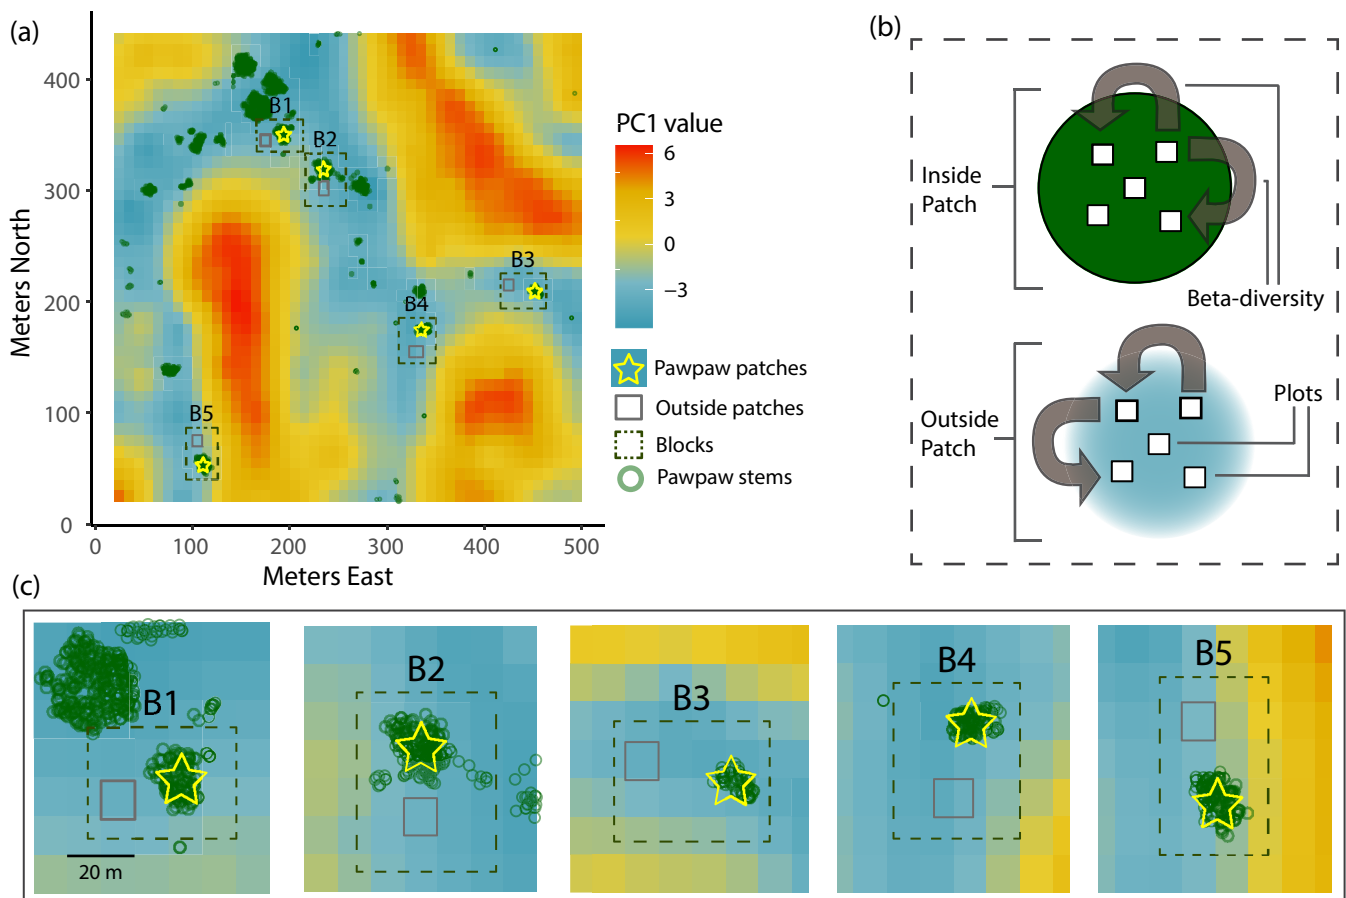 (a)
Meters North
400
300
200
100
0
0
100
200
300
400
500
Meters East
B1
B2
B3
B4
B5
PC1 value
6
3
0
−3
Pawpaw patches
Outside patches
Blocks
Pawpaw stems
(b)
Inside
Patch
Beta-diversity
Outside
Patch
Plots
(c)
B1
20 m
B2
B3
B4
B5